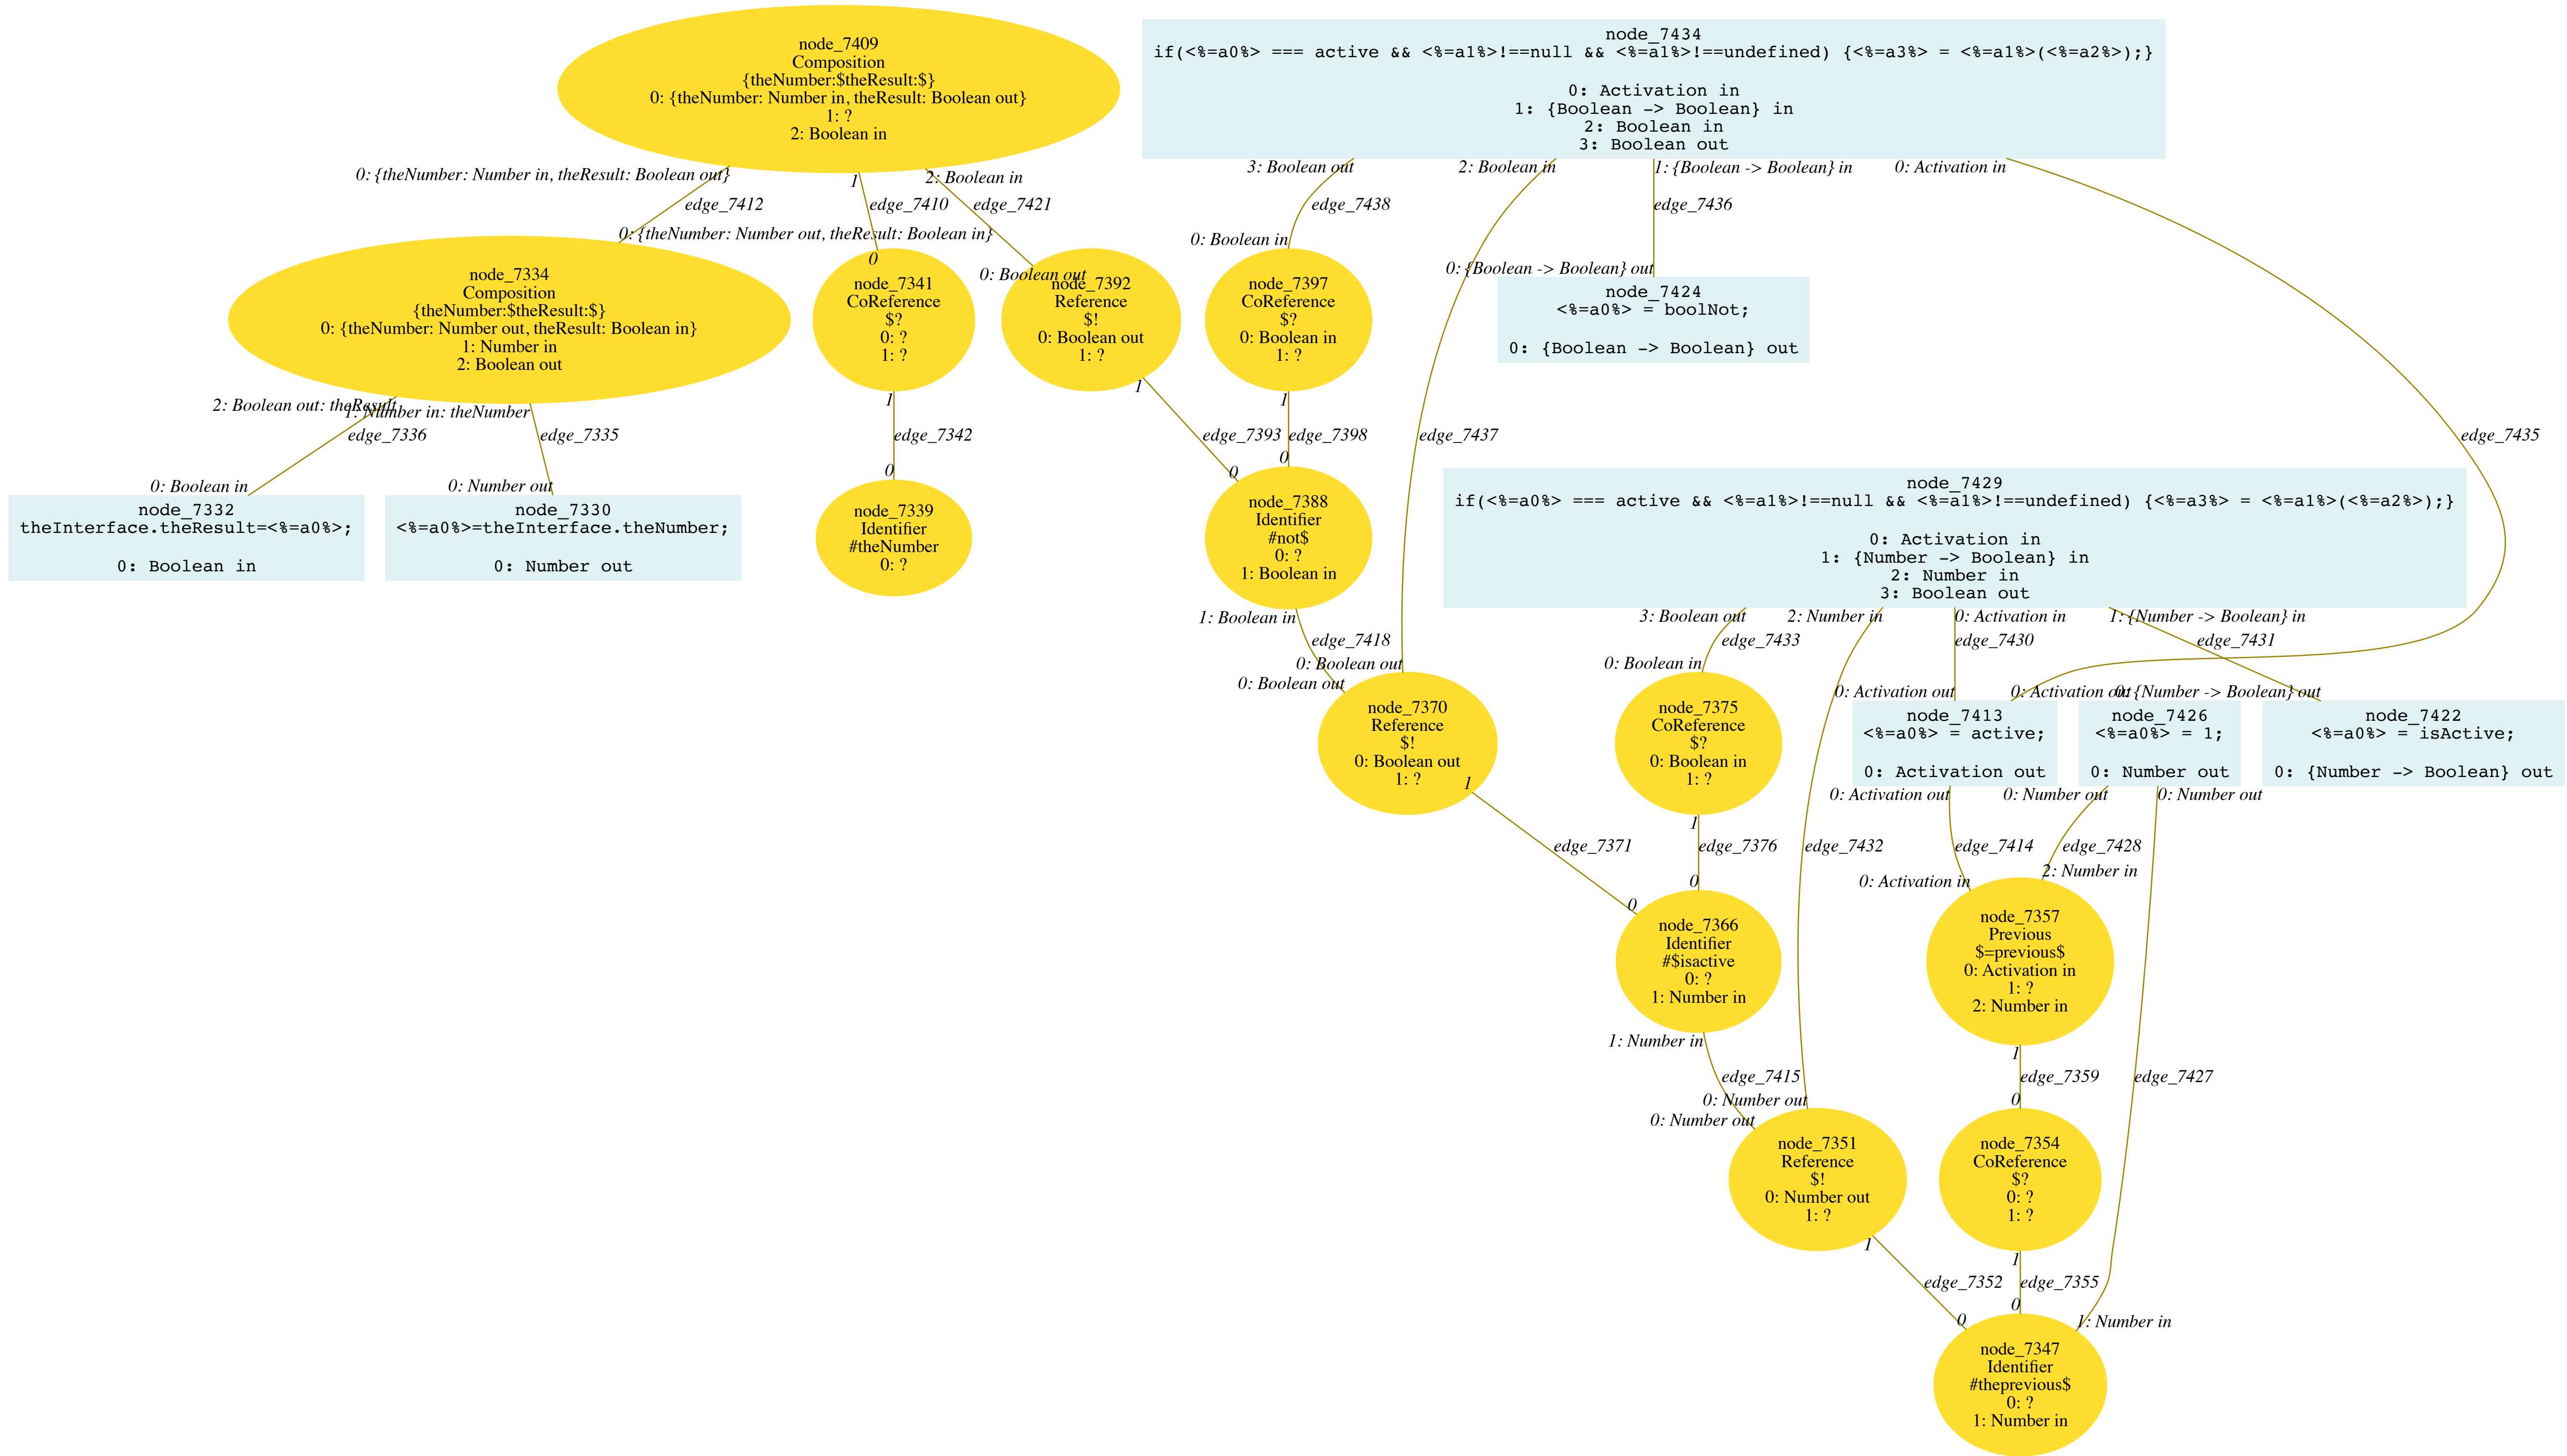 node_7409
Composition
{theNumber:$theResult:$}
0: {theNumber: Number in, theResult: Boolean out}
1: ?
2: Boolean in
node_7434
if(<%=a0%> === active && <%=a1%>!==null && <%=a1%>!==undefined) {<%=a3%> = <%=a1%>(<%=a2%>);}
0: Activation in
1: {Boolean -> Boolean} in
2: Boolean in
3: Boolean out
0: {theNumber: Number in, theResult: Boolean out}
1
2: Boolean in
3: Boolean out
2: Boolean in
1: {Boolean -> Boolean} in
0: Activation in
edge_7412
edge_7410
edge_7421
edge_7438
edge_7436
0: {theNumber: Number out, theResult: Boolean in}
0
0: Boolean out
0: Boolean in
0: {Boolean -> Boolean} out
node_7334
Composition
{theNumber:$theResult:$}
0: {theNumber: Number out, theResult: Boolean in}
1: Number in
2: Boolean out
node_7341
CoReference
$?
0: ?
1: ?
node_7392
Reference
$!
0: Boolean out
1: ?
node_7397
CoReference
$?
0: Boolean in
1: ?
node_7424
<%=a0%> = boolNot;
0: {Boolean -> Boolean} out
2: Boolean out: theResult
1: Number in: theNumber
1
1
1
edge_7336
edge_7335
edge_7342
edge_7393
edge_7398
edge_7437
edge_7435
0: Boolean in
0: Number out
0
0
0
node_7332
theInterface.theResult=<%=a0%>;
0: Boolean in
node_7330
<%=a0%>=theInterface.theNumber;
0: Number out
node_7339
Identifier
#theNumber
0: ?
node_7388
Identifier
#not$
0: ?
1: Boolean in
node_7429
if(<%=a0%> === active && <%=a1%>!==null && <%=a1%>!==undefined) {<%=a3%> = <%=a1%>(<%=a2%>);}
0: Activation in
1: {Number -> Boolean} in
2: Number in
3: Boolean out
1: Boolean in
3: Boolean out
2: Number in
0: Activation in
1: {Number -> Boolean} in
edge_7418
edge_7433
edge_7430
edge_7431
0: Boolean out
0: Boolean out
0: Boolean in
0: Activation out
0: Activation out
0: {Number -> Boolean} out
node_7370
Reference
$!
0: Boolean out
1: ?
node_7375
CoReference
$?
0: Boolean in
1: ?
node_7413
<%=a0%> = active;
0: Activation out
node_7426
<%=a0%> = 1;
0: Number out
node_7422
<%=a0%> = isActive;
0: {Number -> Boolean} out
1
1
0: Activation out
0: Number out
0: Number out
edge_7371
edge_7376
edge_7432
edge_7414
edge_7428
0
0
0: Activation in
2: Number in
node_7366
Identifier
#$isactive
0: ?
1: Number in
node_7357
Previous
$=previous$
0: Activation in
1: ?
2: Number in
1: Number in
1
edge_7415
edge_7359
edge_7427
0: Number out
0: Number out
0
node_7351
Reference
$!
0: Number out
1: ?
node_7354
CoReference
$?
0: ?
1: ?
1
1
edge_7352
edge_7355
0
0
1: Number in
node_7347
Identifier
#theprevious$
0: ?
1: Number in